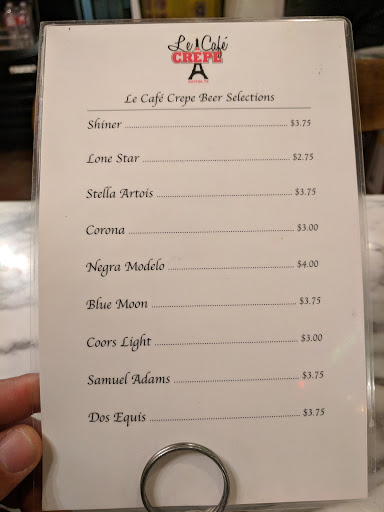 Le Café
CRÊPE
Le Café Crepe Beer Selections
Shiner $3.75
Lone Star $2.75
Stella Artois $3.75
Corona $3.00
Negra Modelo $4.00
Blue Moon $3.75
Coors Light $3.00
Samuel Adams $3.75
Dos Equis $3.75